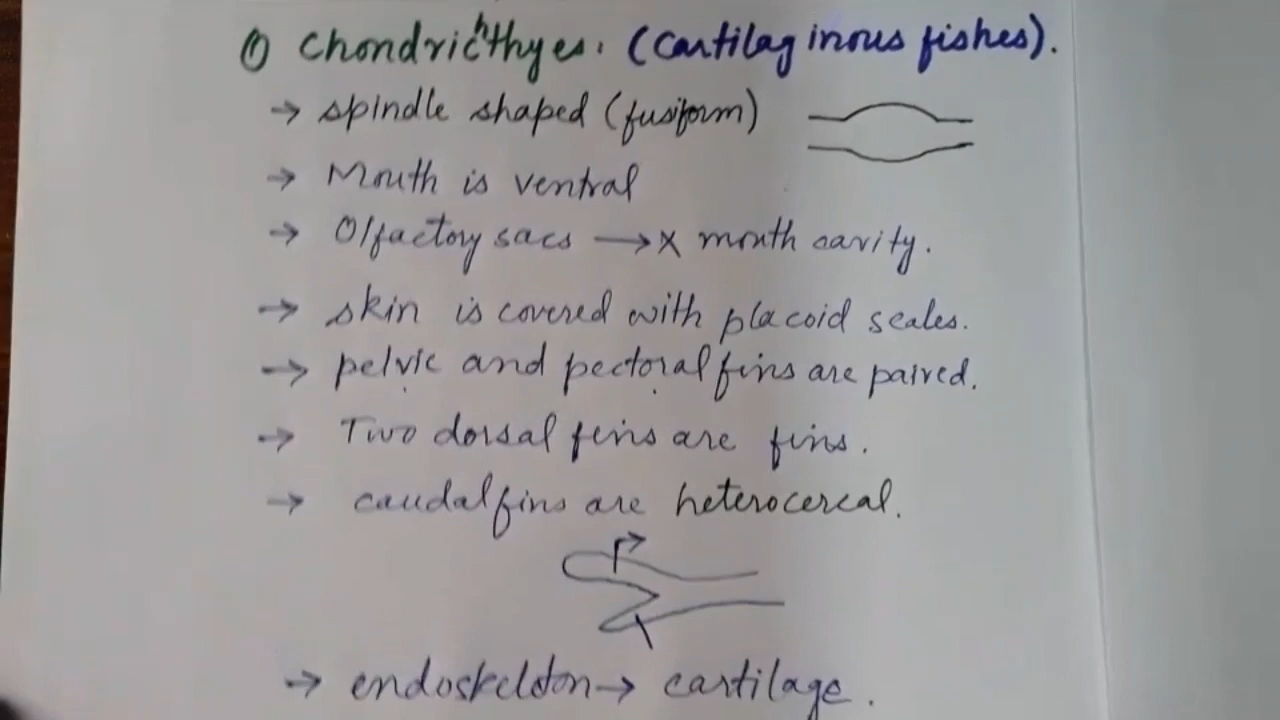 ① Chondrichthyes. (Cartilaginous fishes).
→ spindle shaped (fusiform)
→ Mouth is ventral
→ Olfactory sacs → x mouth cavity.
→ skin is covered with placoid scales.
→ pelvic and pectoral fins are paired.
→ Two dorsal fins are fins.
→ caudal fins are heterocercal.
→ endoskeleton → cartilage.